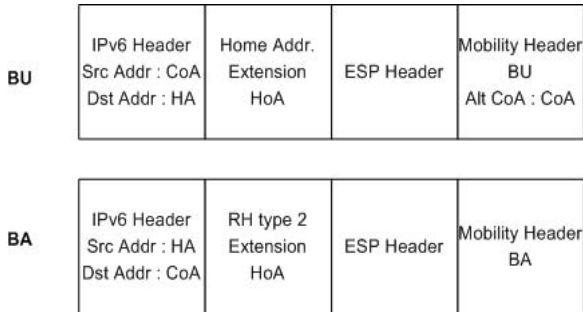 BU
IPv6 Header
Src Addr : CoA
Dst Addr : HA
Home Addr.
Extension
HoA
ESP Header
Mobility Header
BU
Alt CoA : CoA
BA
IPv6 Header
Src Addr : HA
Dst Addr : CoA
RH type 2
Extension
HoA
ESP Header
Mobility Header
BA